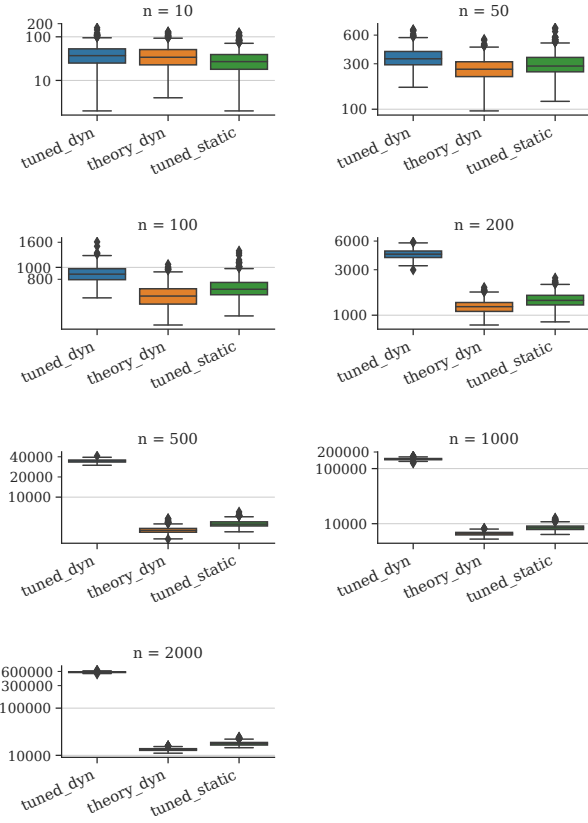 n = 10
200
100
10
tuned_dyn
theory_dyn
tuned_static
n = 50
600
300
100
tuned_dyn
theory_dyn
tuned_static
n = 100
1600
1000
800
tuned_dyn
theory_dyn
tuned_static
n = 200
6000
3000
1000
tuned_dyn
theory_dyn
tuned_static
n = 500
40000
20000
10000
tuned_dyn
theory_dyn
tuned_static
n = 1000
200000
100000
10000
tuned_dyn
theory_dyn
tuned_static
n = 2000
600000
300000
100000
10000
tuned_dyn
theory_dyn
tuned_static